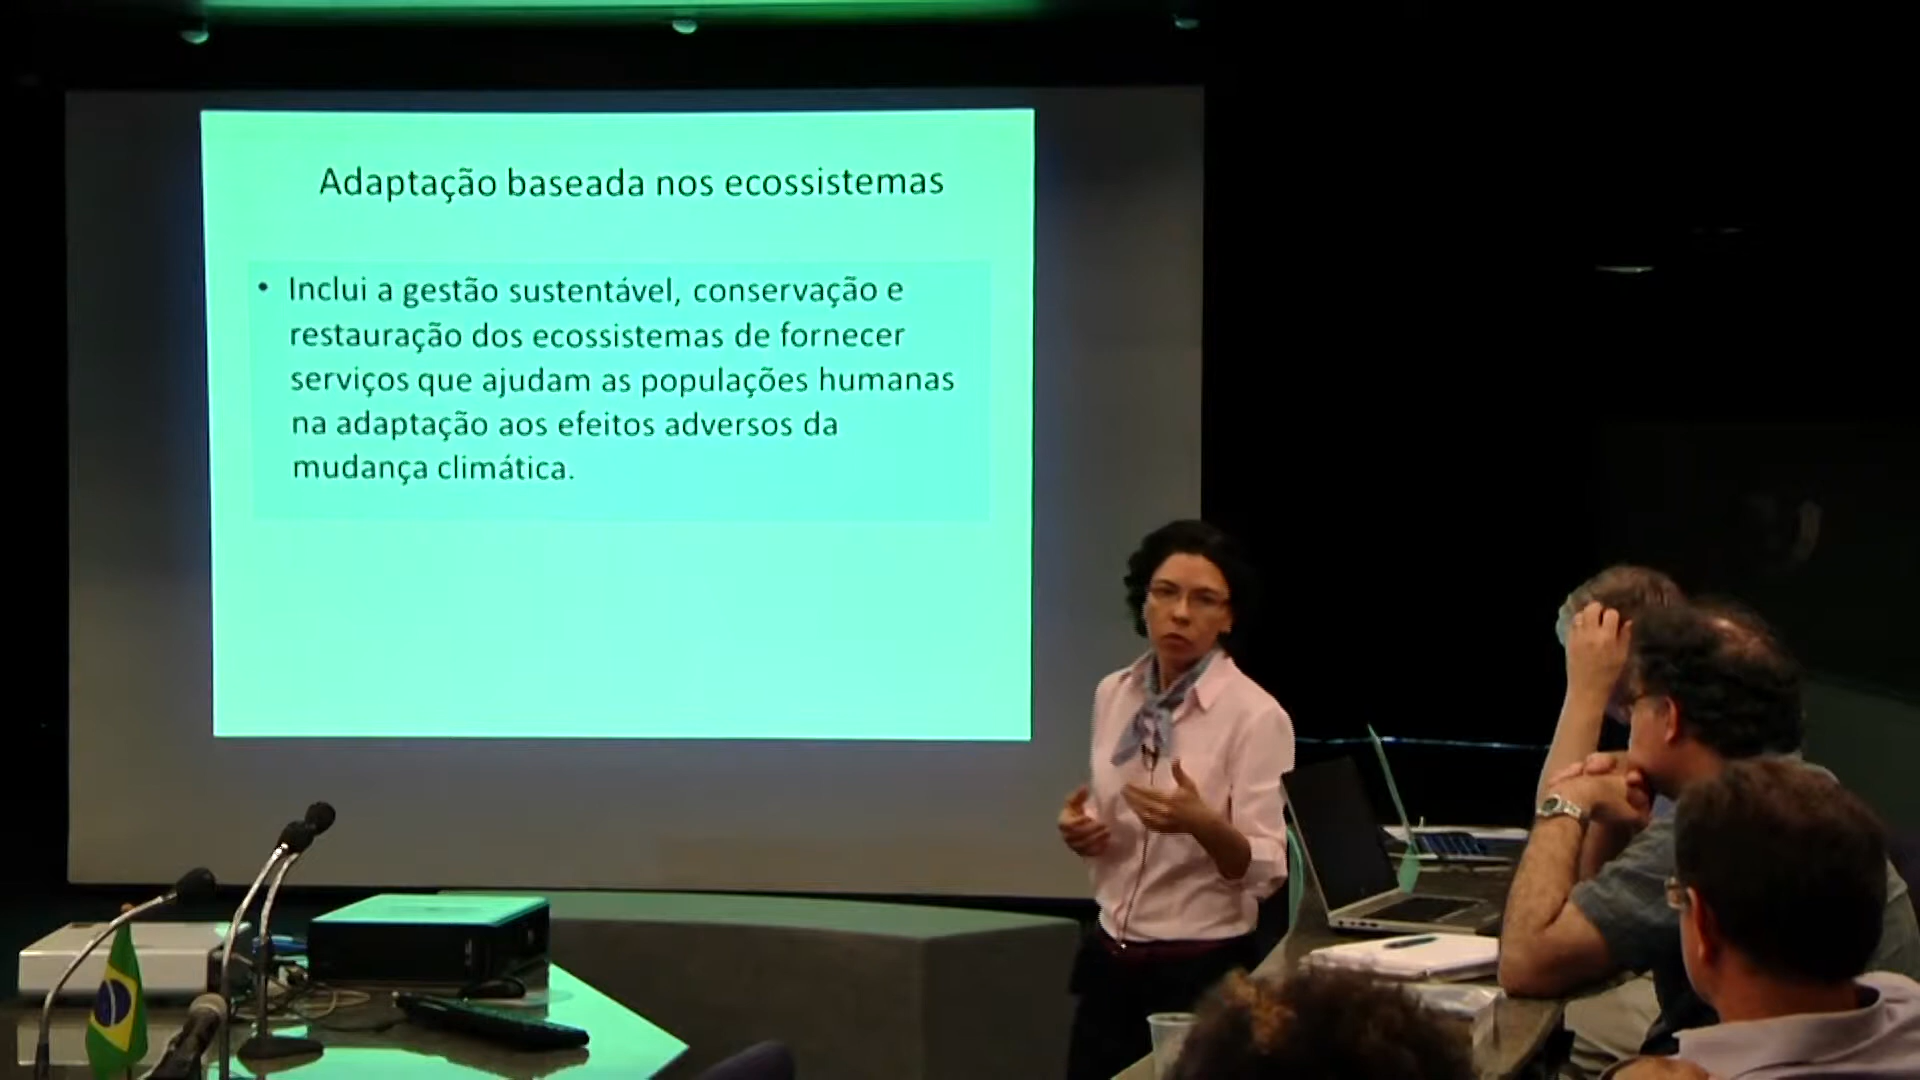 Adaptação baseada nos ecossistemas
• Inclui a gestão sustentável, conservação e
restauração dos ecossistemas de fornecer
serviços que ajudam as populações humanas
na adaptação aos efeitos adversos da
mudança climática.